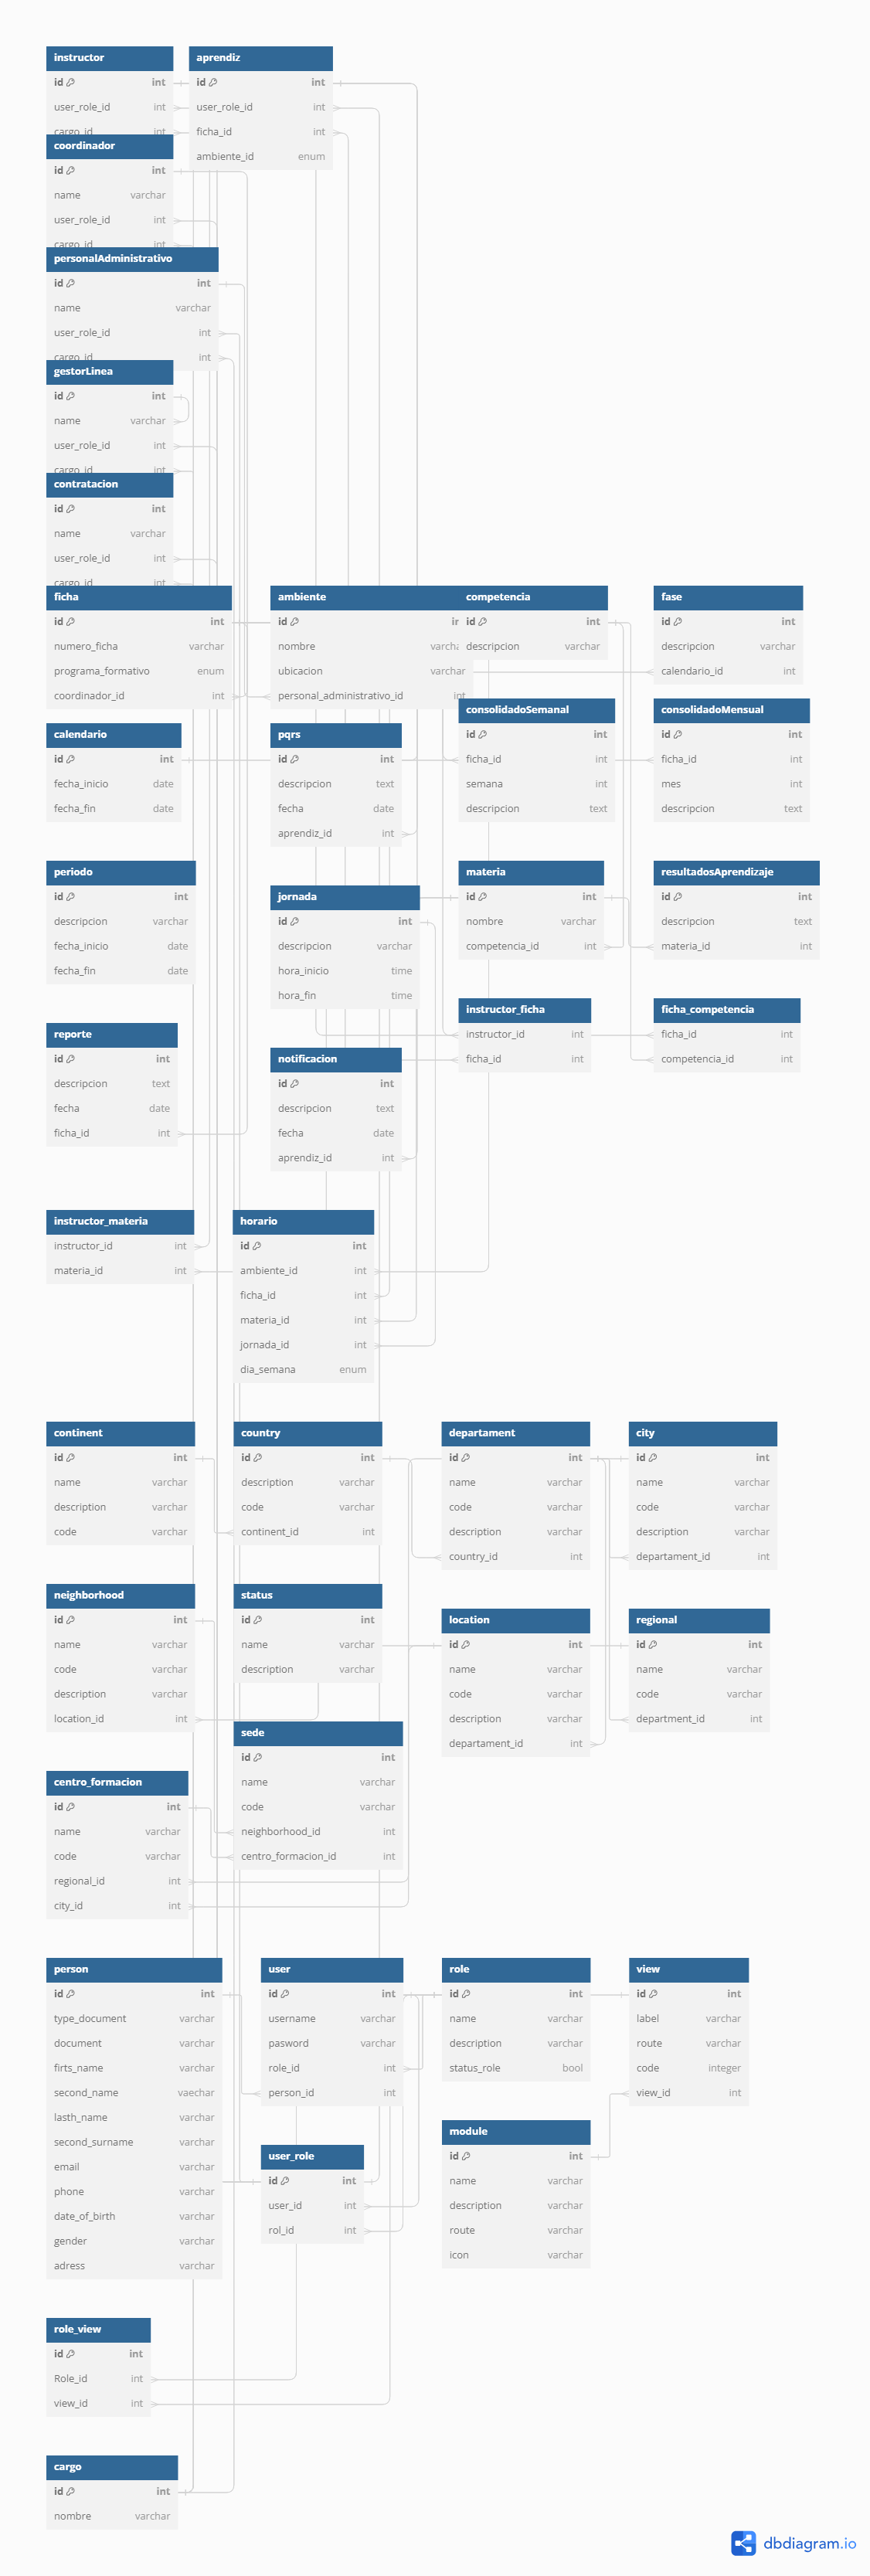 instructor
id int
user_role_id int
cargo_id int
aprendiz
id int
user_role_id int
ficha_id int
ambiente_id enum
coordinador
id int
name varchar
user_role_id int
cargo_id int
personalAdministrativo
id int
name varchar
user_role_id int
cargo_id int
gestorLinea
id int
name varchar
user_role_id int
cargo_id int
contratacion
id int
name varchar
user_role_id int
cargo_id int
ficha
id int
numero_ficha varchar
programa_formativo enum
coordinador_id int
ambiente
id
nombre
ubicacion varchar
personal_administrativo_id int
competencia
id int
descripcion varchar
fase
id int
descripcion varchar
calendario_id int
calendario
id int
fecha_inicio date
fecha_fin date
pqrs
id int
descripcion text
fecha date
aprendiz_id int
consolidadoSemanal
id int
ficha_id int
semana int
descripcion text
consolidadoMensual
id int
ficha_id int
mes int
descripcion text
periodo
id int
descripcion varchar
fecha_inicio date
fecha_fin date
jornada
id int
descripcion varchar
hora_inicio time
hora_fin time
materia
id int
nombre varchar
competencia_id int
resultadosAprendizaje
id int
descripcion text
materia_id int
reporte
id int
descripcion text
fecha date
ficha_id int
notificacion
id int
descripcion text
fecha date
aprendiz_id int
instructor_ficha
instructor_id int
ficha_id int
ficha_competencia
ficha_id int
competencia_id int
instructor_materia
instructor_id int
materia_id int
horario
id int
ambiente_id int
ficha_id int
materia_id int
jornada_id int
dia_semana enum
continent
id int
name varchar
description varchar
code varchar
country
id int
description varchar
code varchar
continent_id int
departament
id int
name varchar
code varchar
description varchar
country_id int
city
id int
name varchar
code varchar
description varchar
departament_id int
neighborhood
id int
name varchar
code varchar
description varchar
location_id int
status
id int
name varchar
description varchar
location
id int
name varchar
code varchar
description varchar
departament_id int
regional
id int
name varchar
code varchar
department_id int
sede
id int
name varchar
code varchar
neighborhood_id int
centro_formacion_id int
centro_formacion
id int
name varchar
code varchar
regional_id int
city_id int
person
id int
type_document varchar
document varchar
firts_name varchar
second_name vaechar
lasth_name varchar
second_surname varchar
email varchar
phone varchar
date_of_birth varchar
gender varchar
adress varchar
user
id int
username varchar
pasword varchar
role_id int
person_id int
role
id int
name varchar
description varchar
status_role bool
view
id int
label varchar
route varchar
code integer
view_id int
user_role
id int
user_id int
rol_id int
module
id int
name varchar
description varchar
route varchar
icon varchar
role_view
id int
Role_id int
view_id int
cargo
id int
nombre varchar
dbdiagram.io